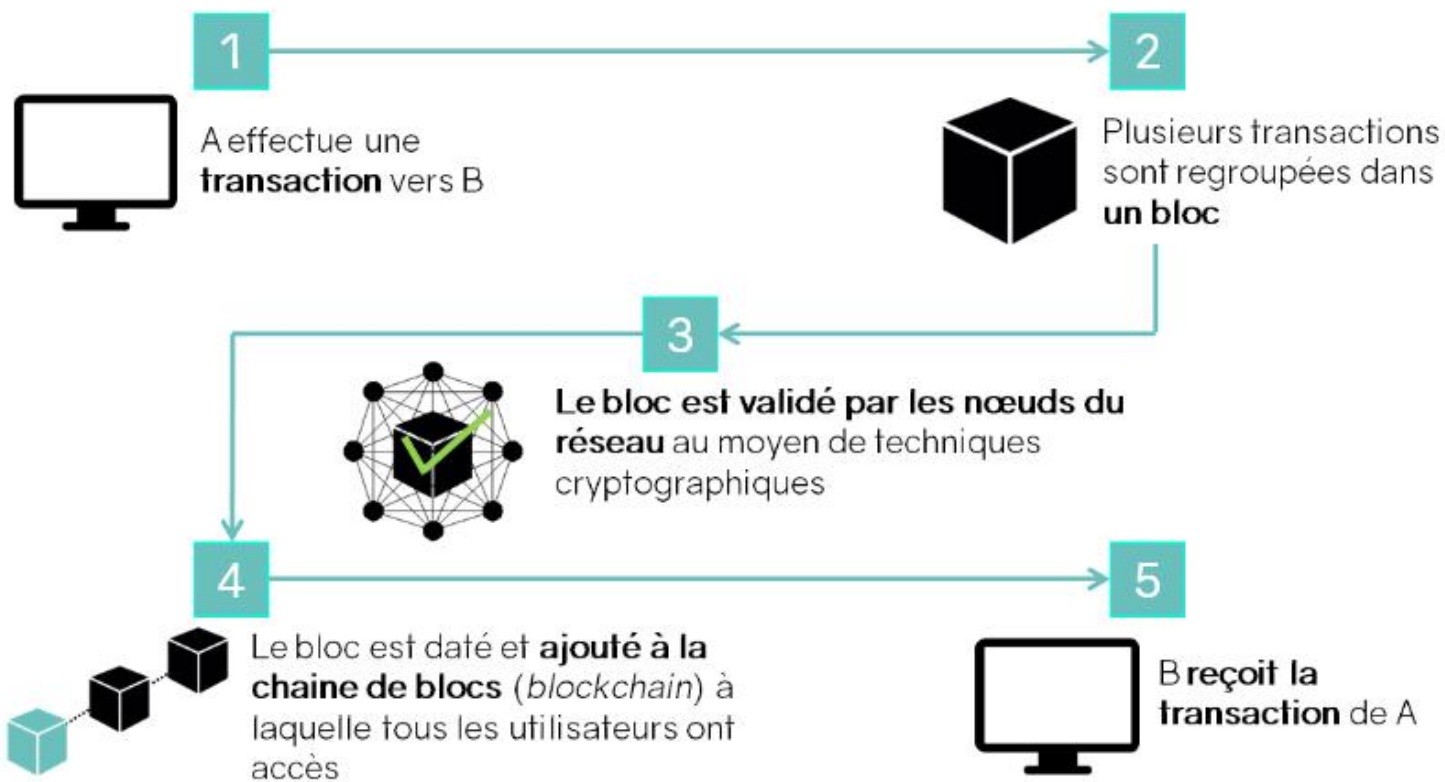 1
A effectue une
transaction vers B
2
Plusieurs transactions
sont regroupées dans
un bloc
3
Le bloc est validé par les nœuds du
réseau au moyen de techniques
cryptographiques
4
Le bloc est daté et ajouté à la
chaine de blocs (blockchain) à
laquelle tous les utilisateurs ont
accès
5
B reçoit la
transaction de A